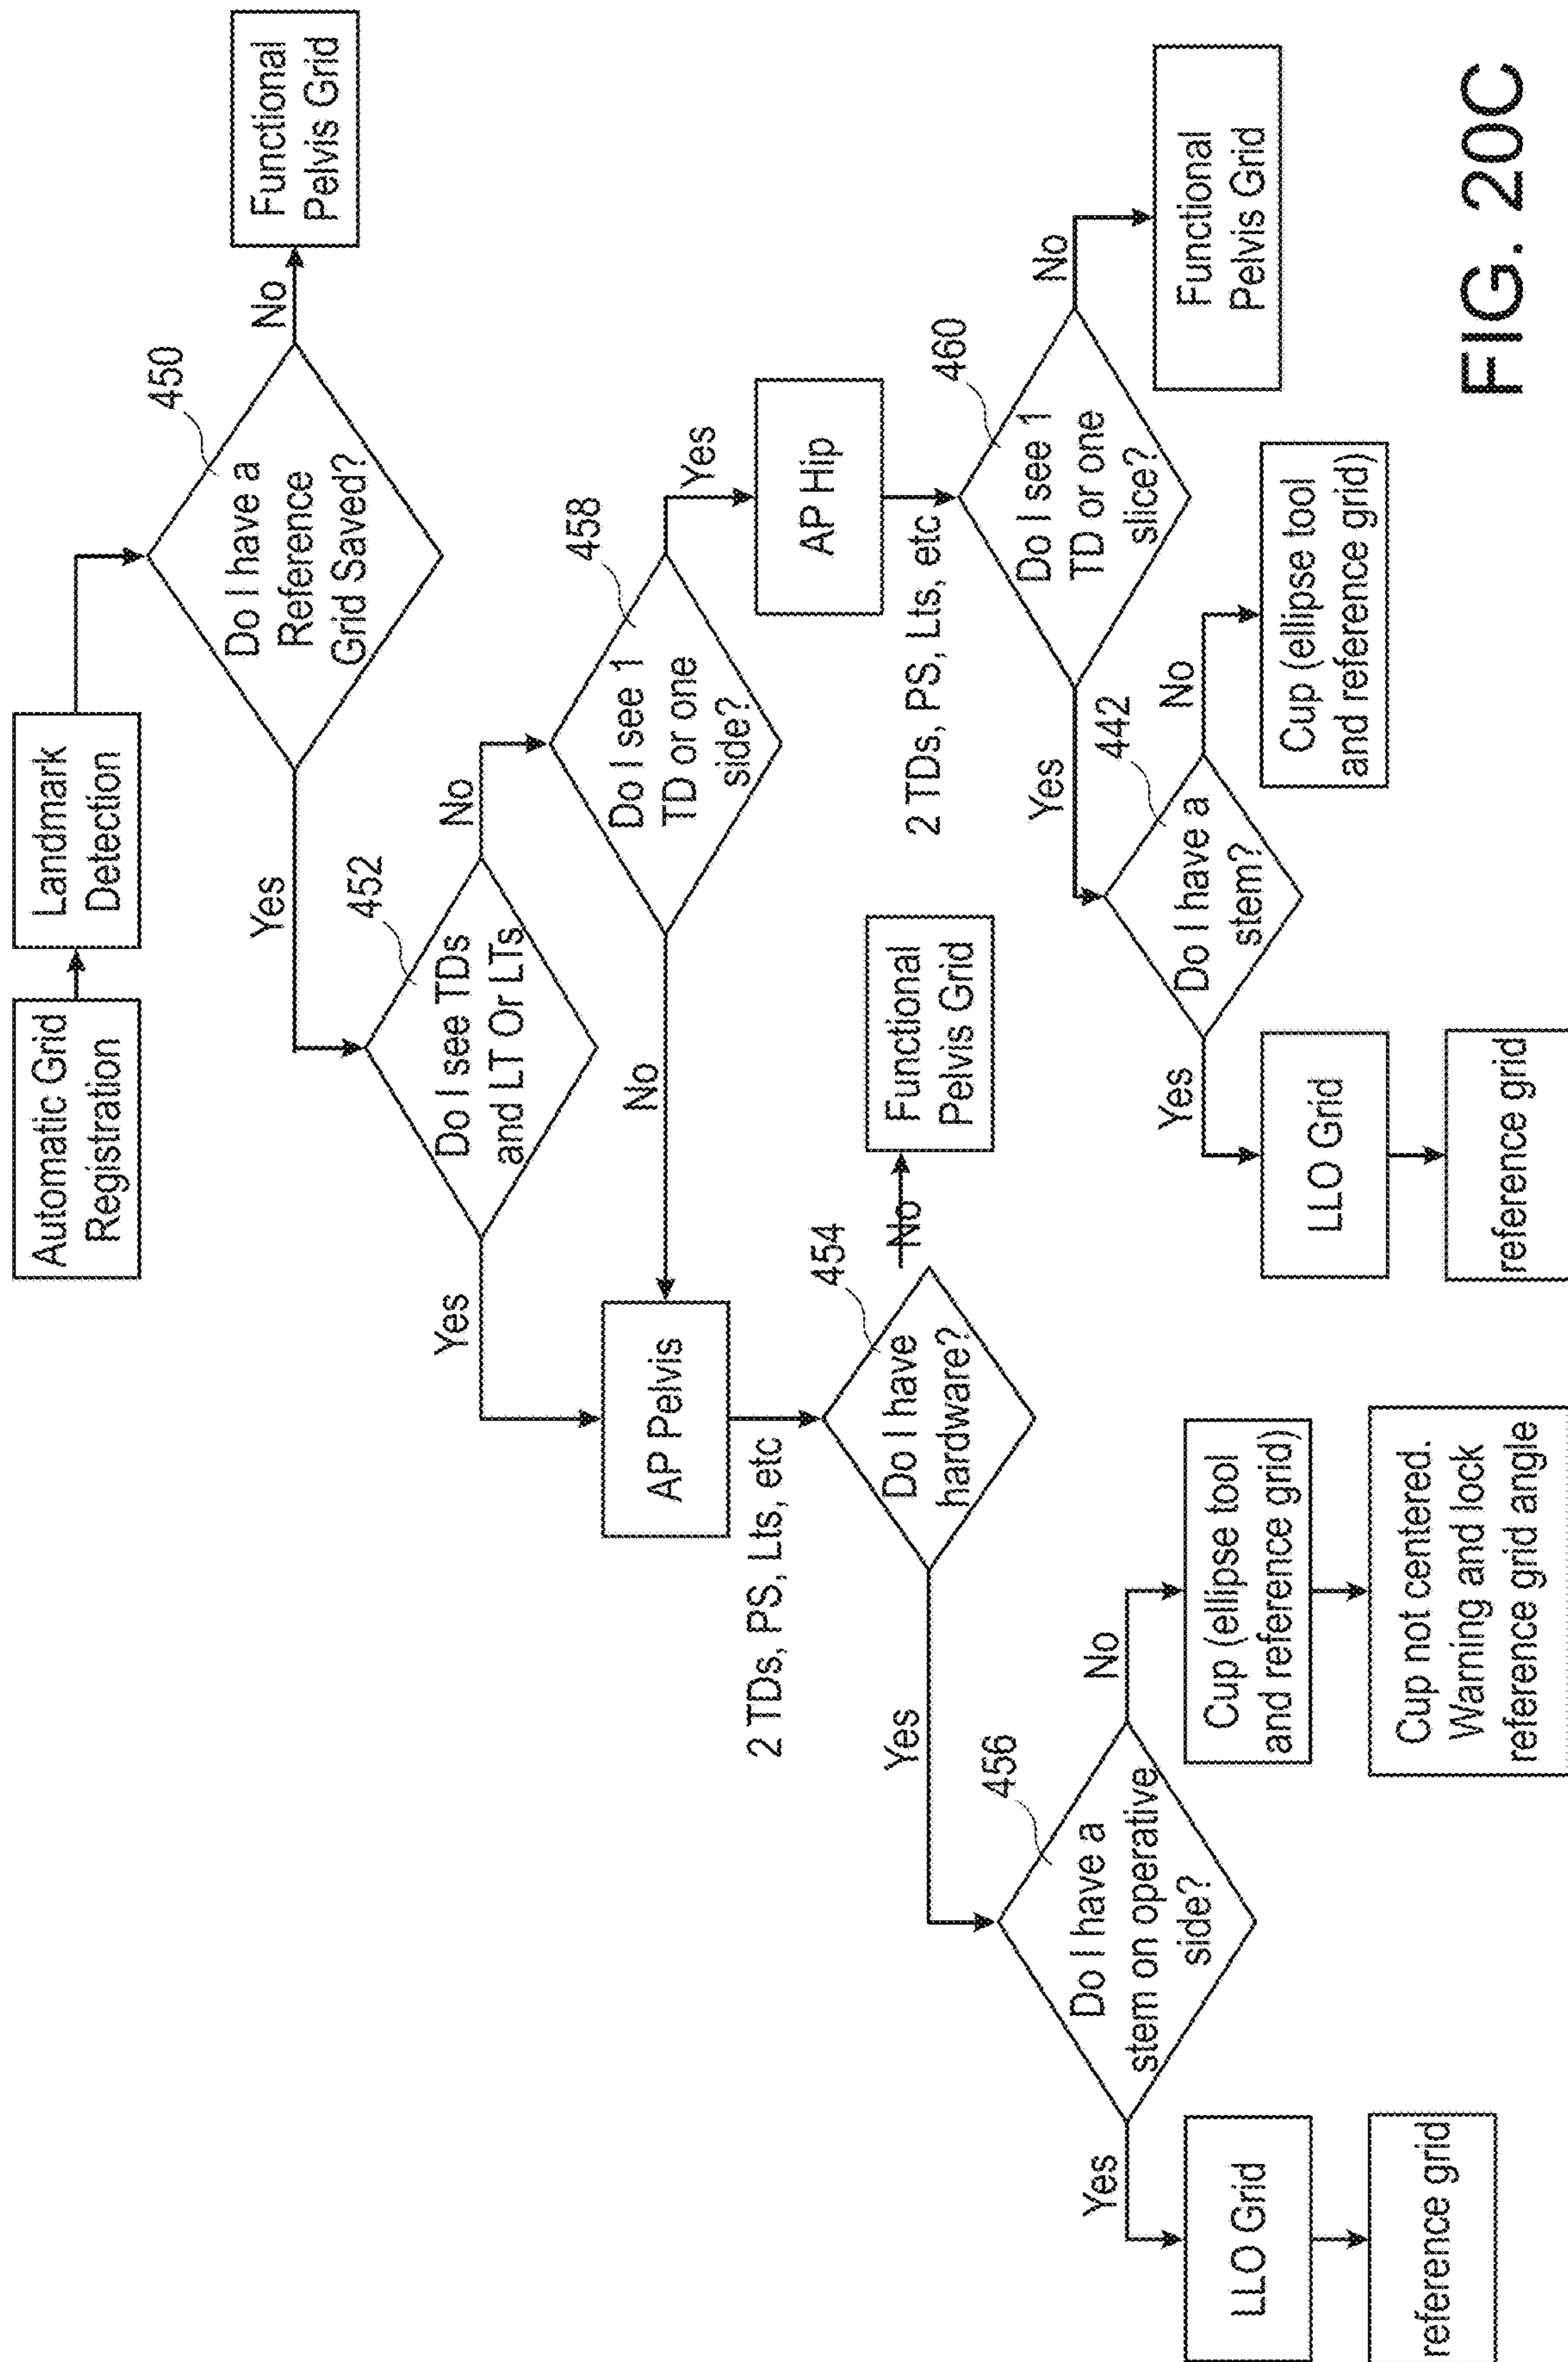 Automatic Grid
Registration
Landmark
Detection
450
Do I have a
Reference
Grid Saved?
No
Functional
Pelvis Grid
Yes
452
Do I see TDs
and LT Or LTs
No
458
Do I see 1
TD or one
side?
Yes
AP Hip
2 TDs, PS, Lts, etc
460
Do I see 1
TD or one
slice?
No
Functional
Pelvis Grid
Yes
442
Do I have a
stem?
No
Cup (ellipse tool
and reference grid)
Yes
LLO Grid
reference grid
No
Yes
AP Pelvis
2 TDs, PS, Lts, etc
454
Do I have
hardware?
No
Functional
Pelvis Grid
Yes
456
Do I have a
stem on operative
side?
No
Cup (ellipse tool
and reference grid)
Cup not centered.
Warning and lock
reference grid angle
Yes
LLO Grid
reference grid
FIG. 20C